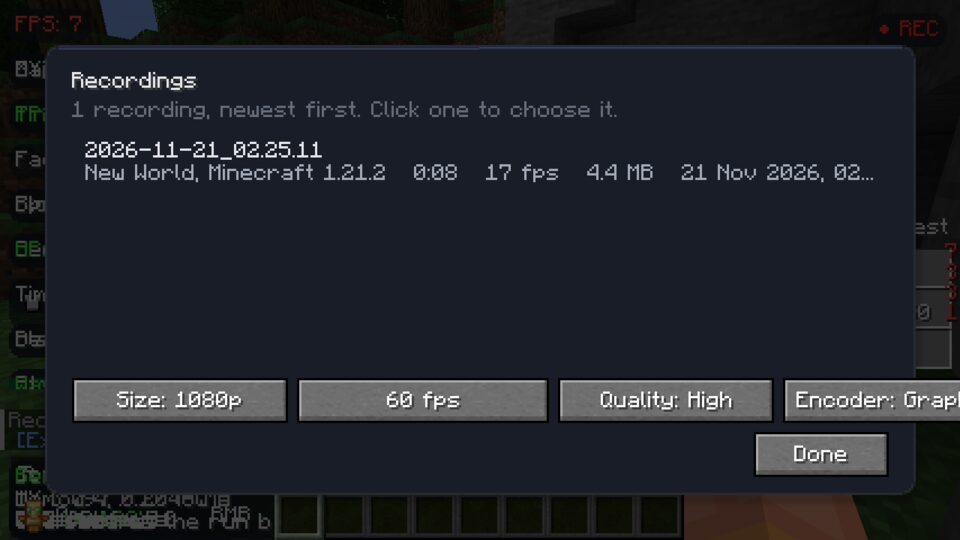 FPS: 7
REC
Recordings
1 recording, newest first. Click one to choose it.
2026-11-21_02.25.11
New World, Minecraft 1.21.2 0:08 17 fps 4.4 MB 21 Nov 2026, 02...
Size: 1080p
60 fps
Quality: High
Encoder: Grap
Done
the run b